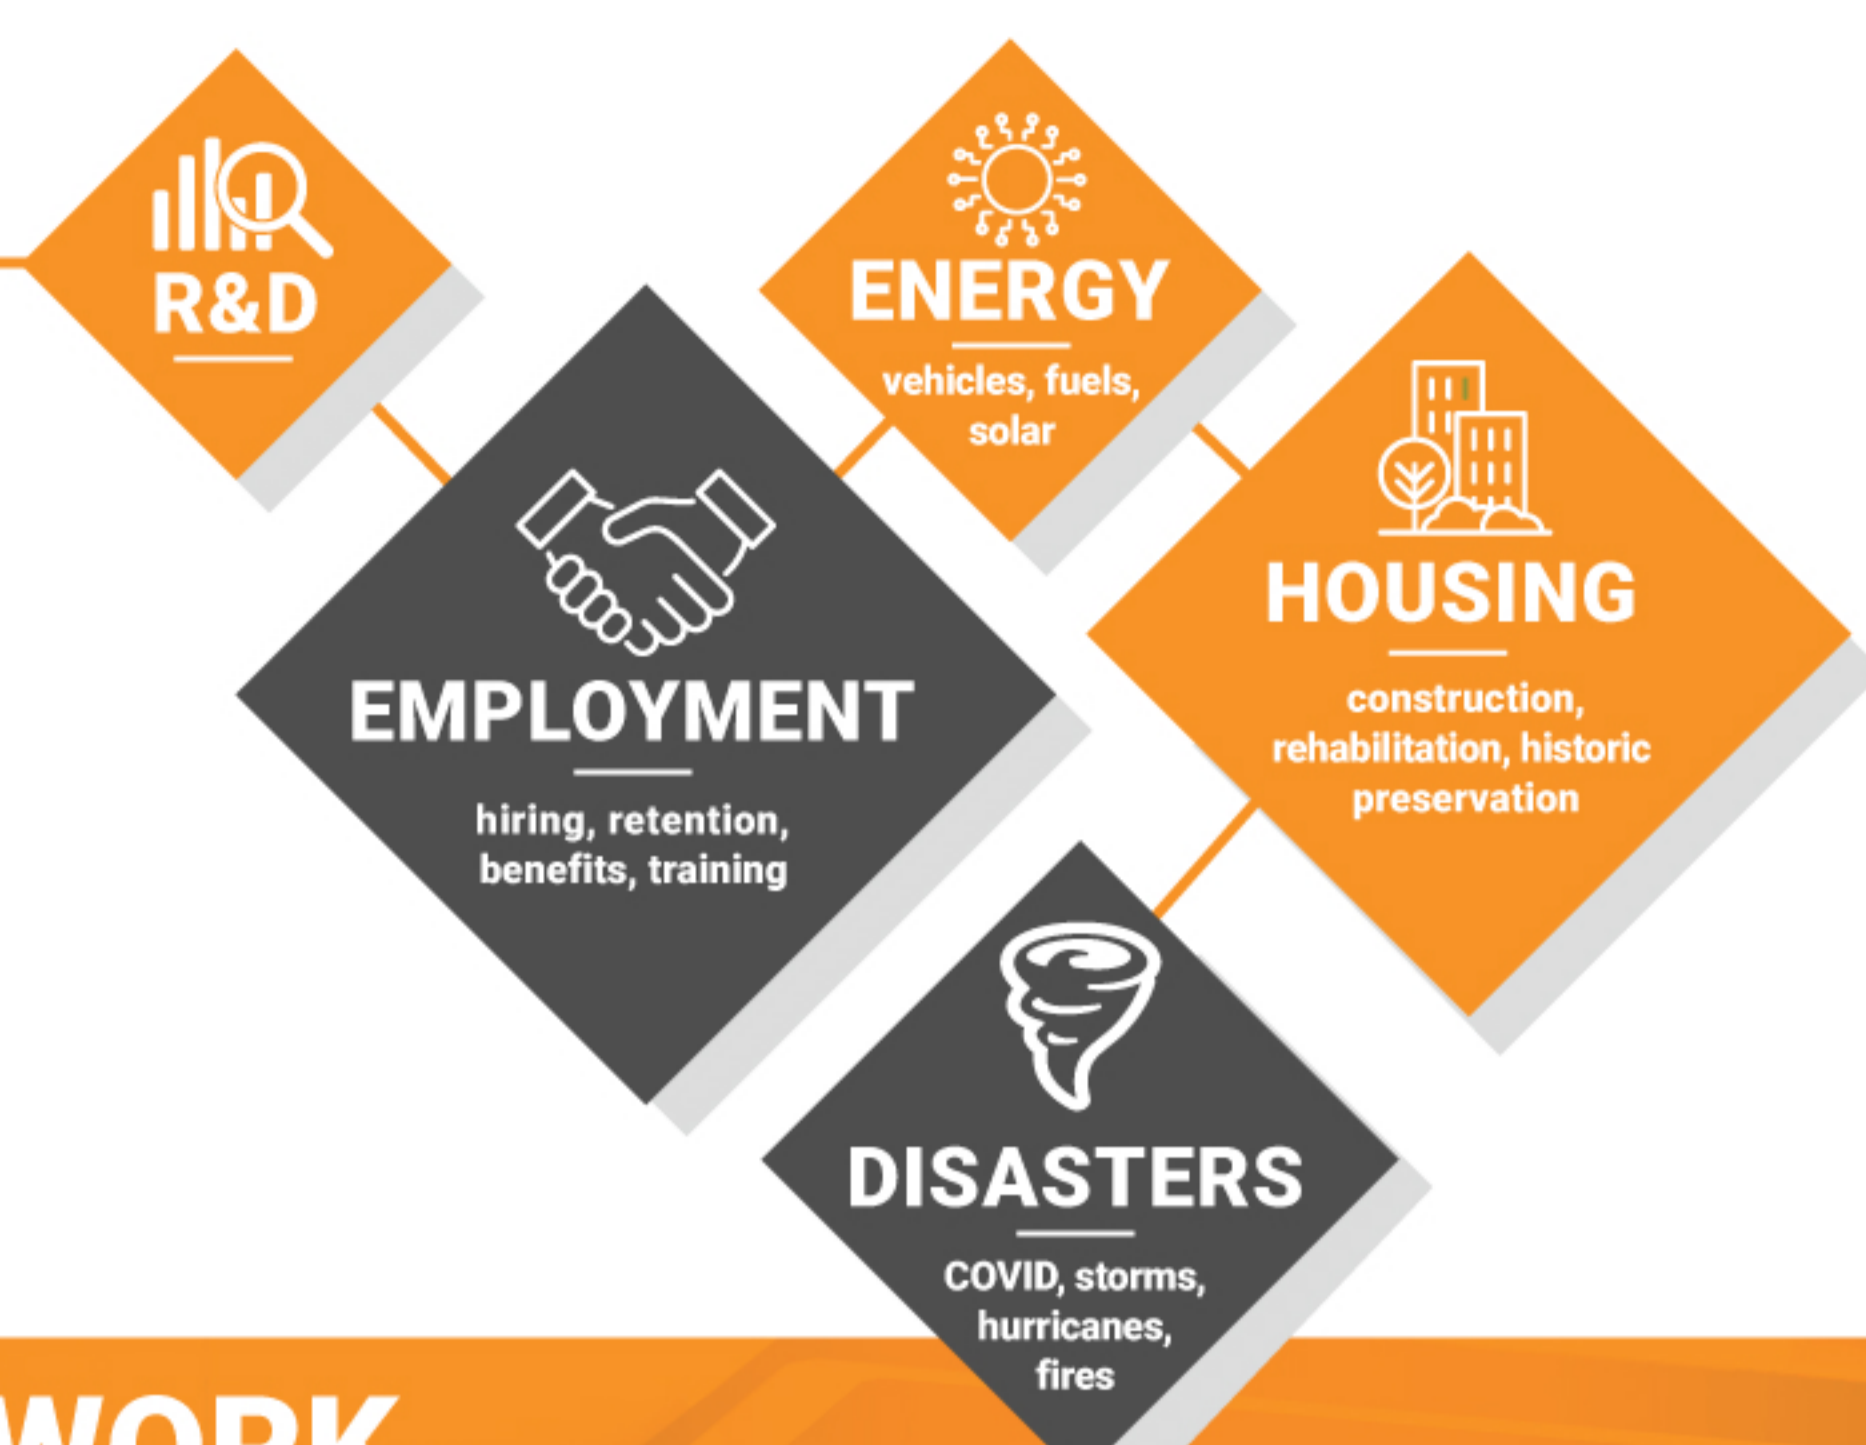 R&D
ENERGY
vehicles, fuels,
solar
EMPLOYMENT
hiring, retention,
benefits, training
HOUSING
construction,
rehabilitation, historic
preservation
DISASTERS
COVID, storms,
hurricanes,
fires
WORK